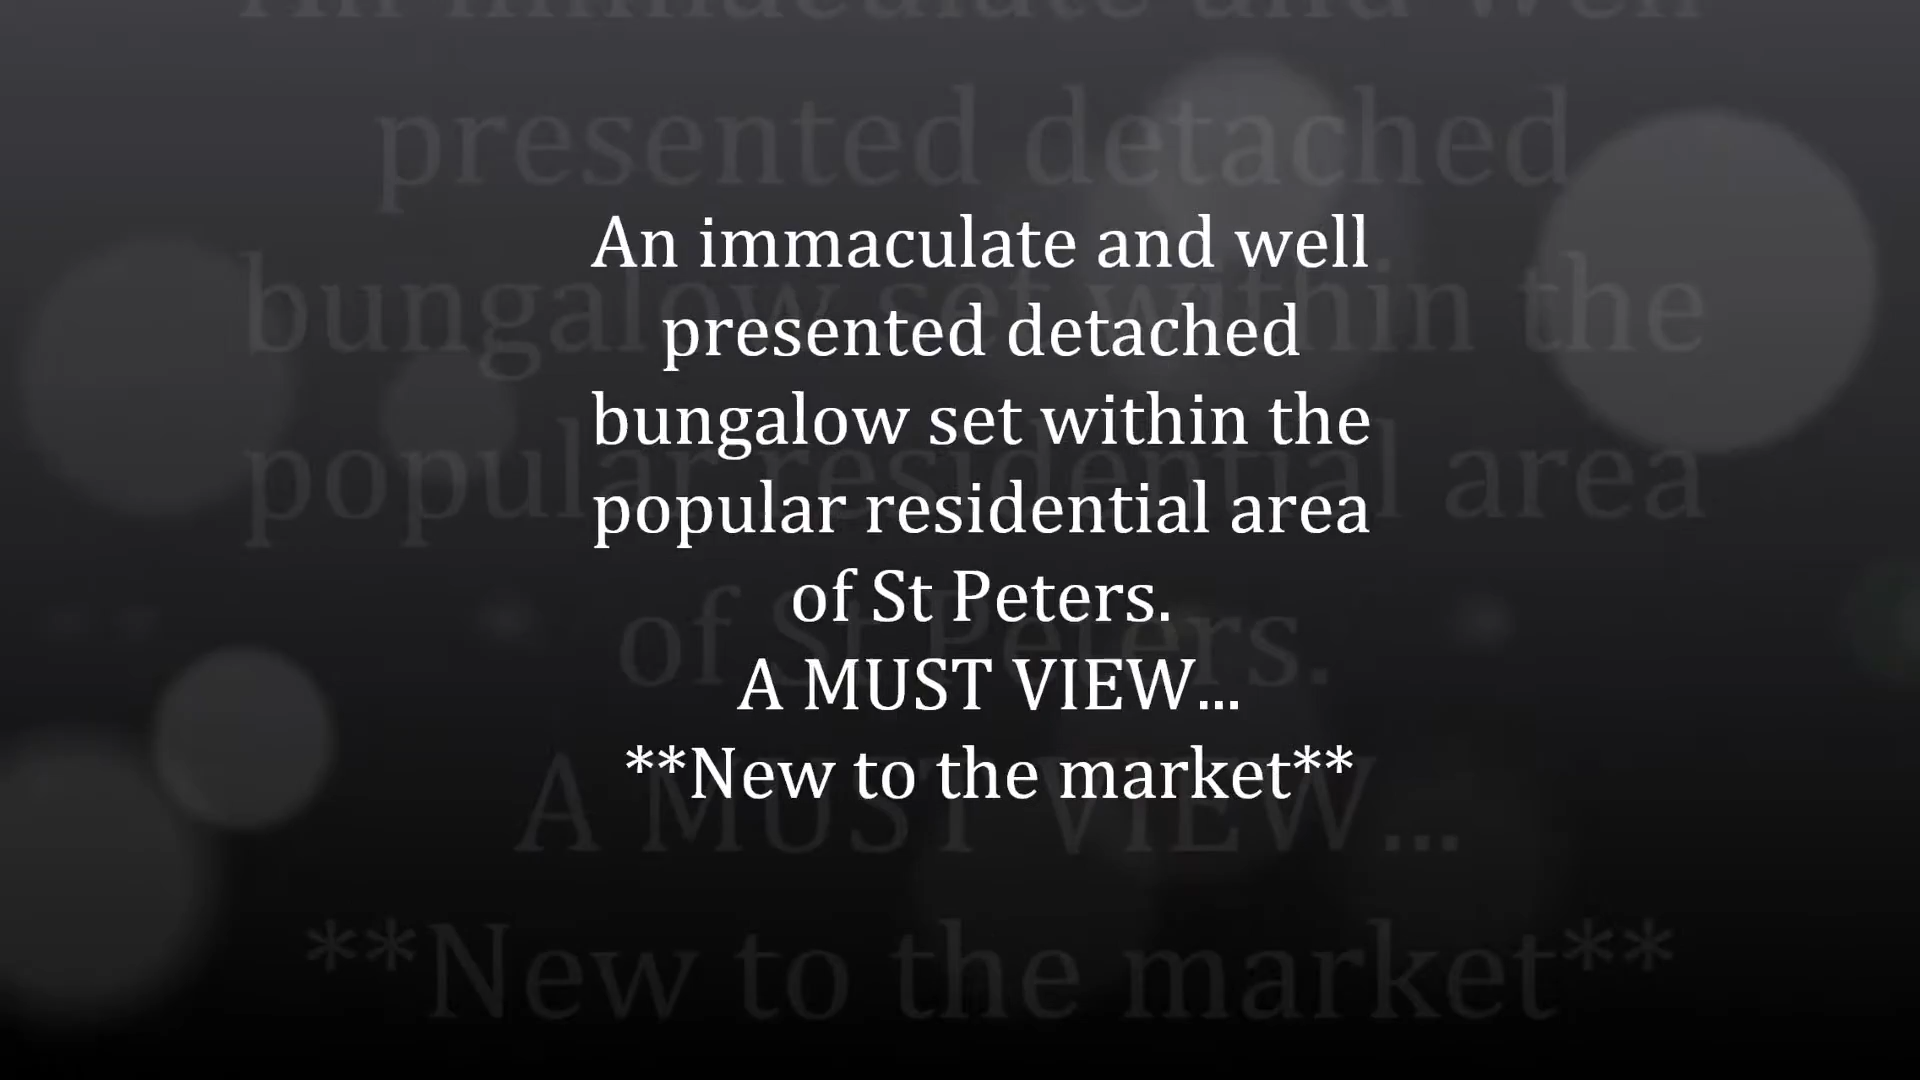 An immaculate and well
presented detached
bungalow set within the
popular residential area
of St Peters.
A MUST VIEW...
**New to the market**